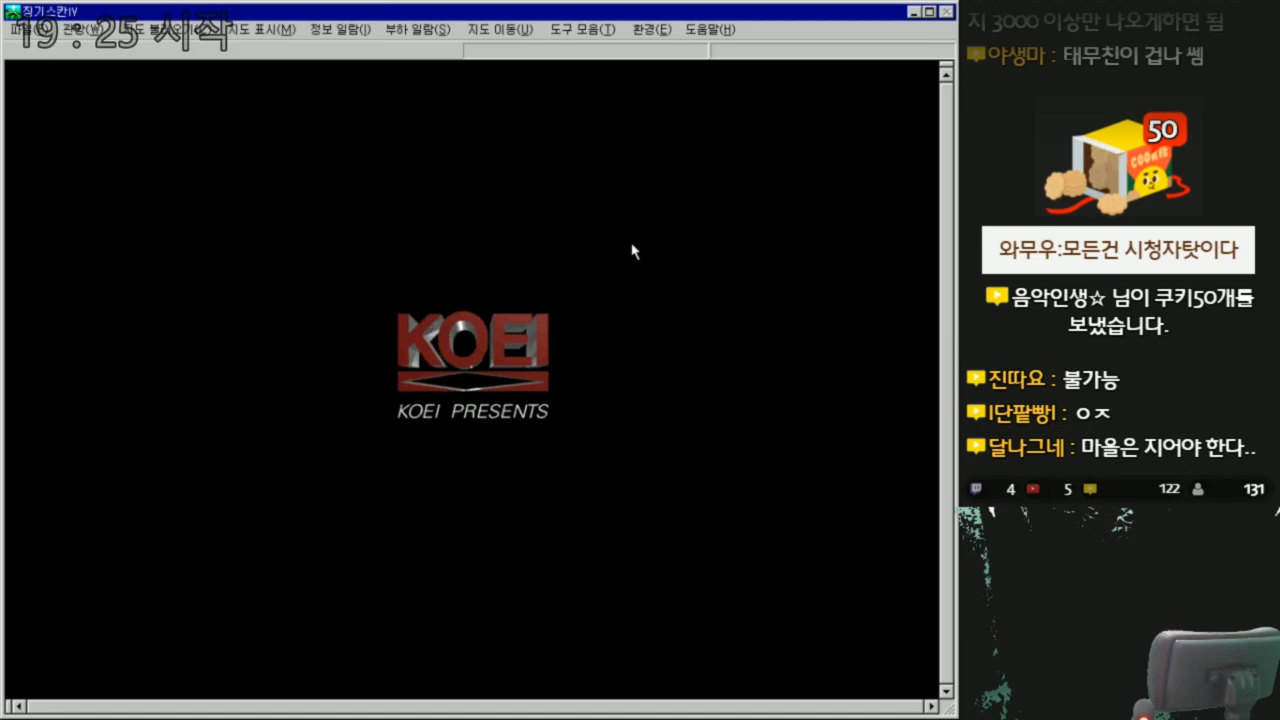 징기스칸IV
19 : 25 시작
지도 표시(M) 정보 일람(I) 부하 일람(S) 지도 이동(U) 도구 모음(T) 환경(E) 도움말(H)
KOEI
KOEI PRESENTS
지 3000 이상만 나오게하면 됨
야생마 : 태무친이 겁나 쎔
50
COOKIE
와무우:모든건 시청자탓이다
음악인생☆ 님이 쿠키50개를
보냈습니다.
진따요 : 불가능
I단팥빵I : ㅇㅈ
달나그네 : 마을은 지어야 한다..
4 5 122 131